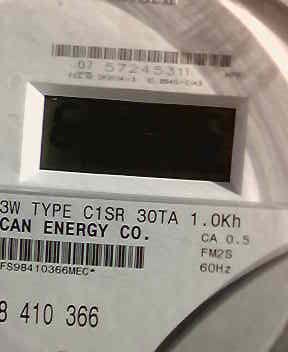 07 57245311
3W TYPE C1SR 30TA 1.0Kh
CAN ENERGY CO.
CA 0.5
FM2S
60Hz
FS98410366MEC*
8 410 366